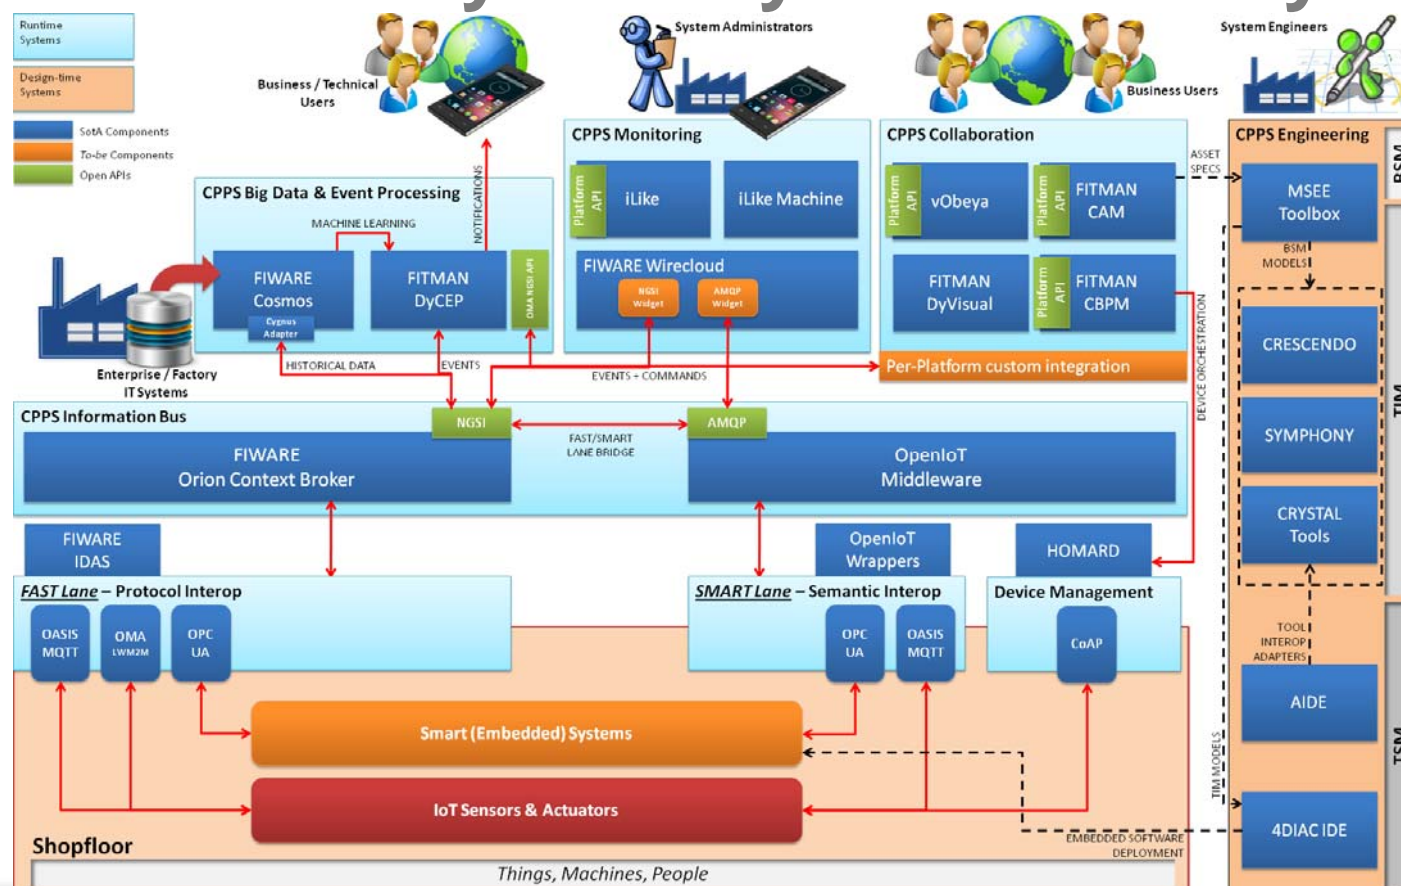 Runtime
Systems
Design-time
Systems
SotA Components
To-be Components
Open APIs
Business / Technical
Users
System Administrators
Business Users
System Engineers
CPPS Big Data & Event Processing
MACHINE LEARNING
FIWARE
Cosmos
Cygnus
Adapter
FITMAN
DyCEP
OMA NGSI API
NOTIFICATIONS
CPPS Monitoring
Platform
API
iLike
iLike Machine
FIWARE Wirecloud
NGSI
Widget
AMQP
Widget
CPPS Collaboration
Platform
API
vObeya
Platform
API
FITMAN
CAM
FITMAN
DyVisual
Platform
API
FITMAN
CBPM
Per-Platform custom integration
ASSET
SPECS
DEVICE ORCHESTRATION
CPPS Engineering
MSEE
Toolbox
BSM
MODELS
CRESCENDO
SYMPHONY
CRYSTAL
Tools
TOOL
INTEROP
ADAPTERS
AIDE
TIM MODELS
4DIAC IDE
BSM
TIM
TSM
Enterprise / Factory
IT Systems
HISTORICAL DATA
EVENTS
EVENTS + COMMANDS
CPPS Information Bus
NGSI
FAST/SMART
LANE BRIDGE
AMQP
FIWARE
Orion Context Broker
OpenIoT
Middleware
FIWARE
IDAS
OpenIoT
Wrappers
HOMARD
FAST Lane – Protocol Interop
OASIS
MQTT
OMA
LWM2M
OPC
UA
SMART Lane – Semantic Interop
OPC
UA
OASIS
MQTT
Device Management
CoAP
Smart (Embedded) Systems
IoT Sensors & Actuators
EMBEDDED SOFTWARE
DEPLOYMENT
Shopfloor
Things, Machines, People